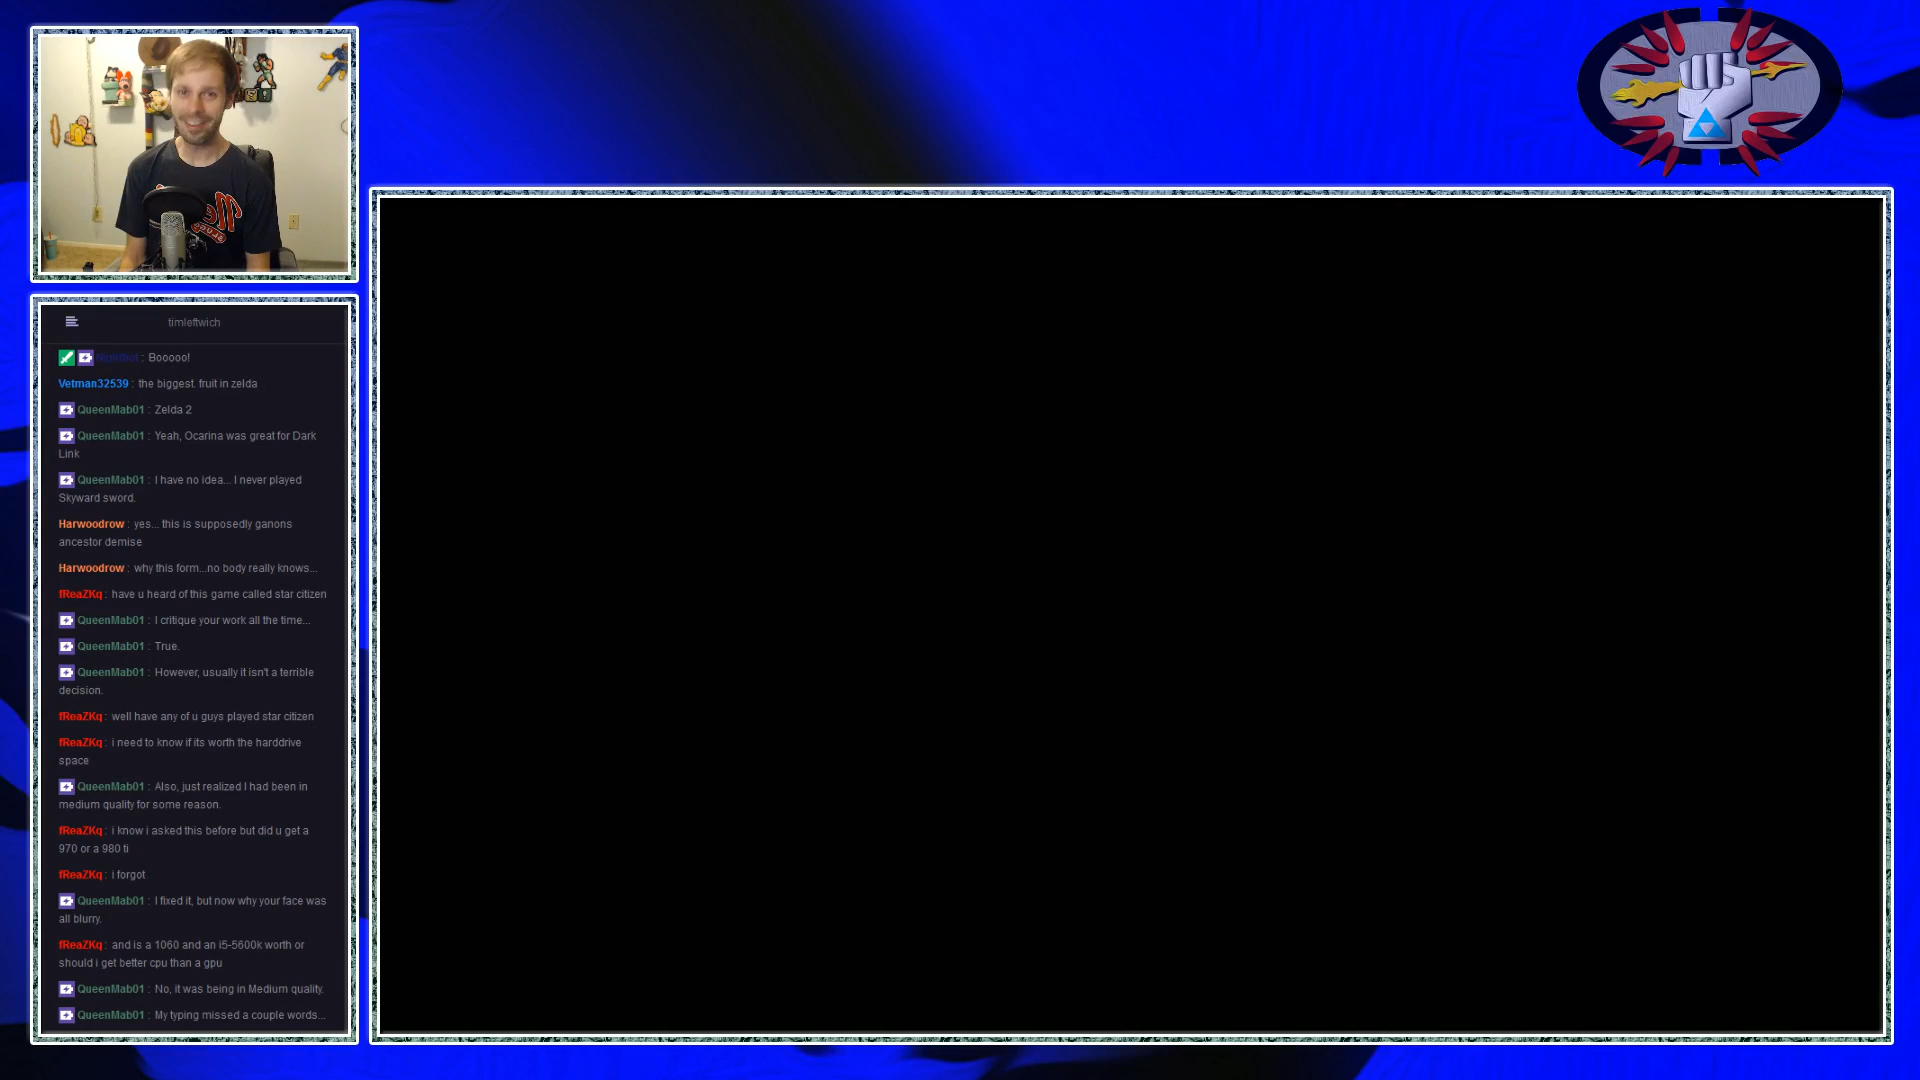 timleftwich
Nightbot : Booooo!
Vetman32539 : the biggest. fruit in zelda
QueenMab01 : Zelda 2
QueenMab01 : Yeah, Ocarina was great for Dark
Link
QueenMab01 : I have no idea... I never played
Skyward sword.
Harwoodrow : yes... this is supposedly ganons
ancestor demise
Harwoodrow : why this form...no body really knows...
fReaZKq : have u heard of this game called star citizen
QueenMab01 : I critique your work all the time...
QueenMab01 : True.
QueenMab01 : However, usually it isn't a terrible
decision.
fReaZKq : well have any of u guys played star citizen
fReaZKq : i need to know if its worth the harddrive
space
QueenMab01 : Also, just realized I had been in
medium quality for some reason.
fReaZKq : i know i asked this before but did u get a
970 or a 980 ti
fReaZKq : i forgot
QueenMab01 : I fixed it, but now why your face was
all blurry.
fReaZKq : and is a 1060 and an i5-5600k worth or
should i get better cpu than a gpu
QueenMab01 : No, it was being in Medium quality.
QueenMab01 : My typing missed a couple words...